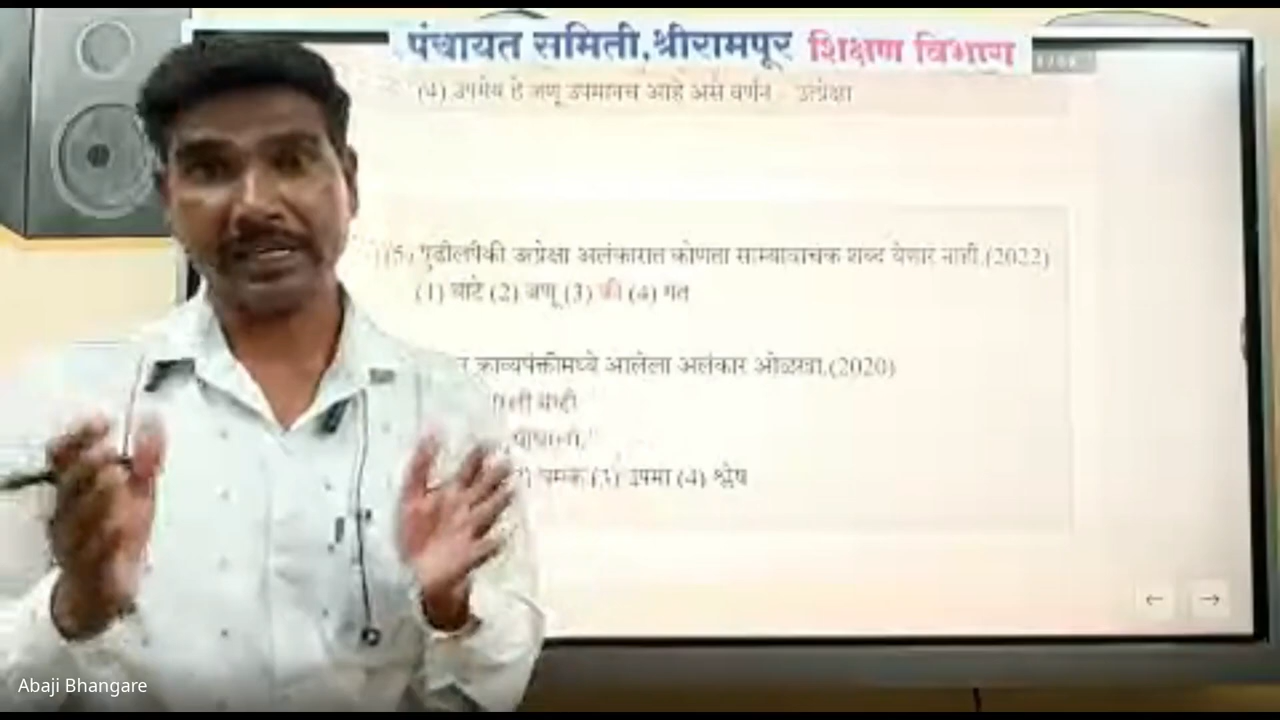 पंचायत समिती,श्रीरामपूर शिक्षण विभाग
(4) उपमेय हे जणू उपमानच आहे असे वर्णन - उत्प्रेक्षा
(5) पुढीलपैकी उत्प्रेक्षा अलंकारात कोणता साम्यवाचक शब्द येणार नाही.(2022)
(1) वाटे (2) जणू (3) की (4) गत
काव्यपंक्तीमध्ये आलेला अलंकार ओळखा.(2020)
यमक (3) उपमा (4) श्लेष
← →
Abaji Bhangare